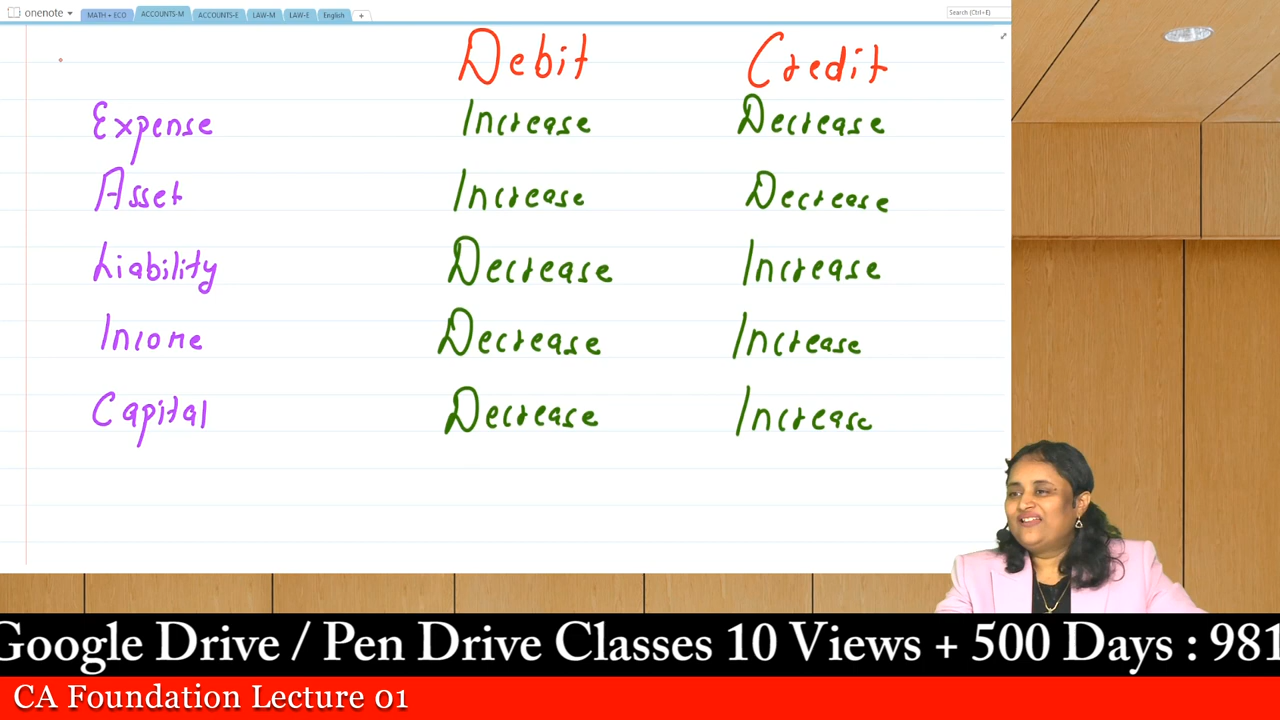 onenote MATH + ECO ACCOUNTS-M ACCOUNTS-E LAW-M LAW-E English + Search (Ctrl+E)
Debit Credit
Expense Increase Decrease
Asset Increase Decrease
Liability Decrease Increase
Income Decrease Increase
Capital Decrease Increase
Google Drive / Pen Drive Classes 10 Views + 500 Days : 981
CA Foundation Lecture 01